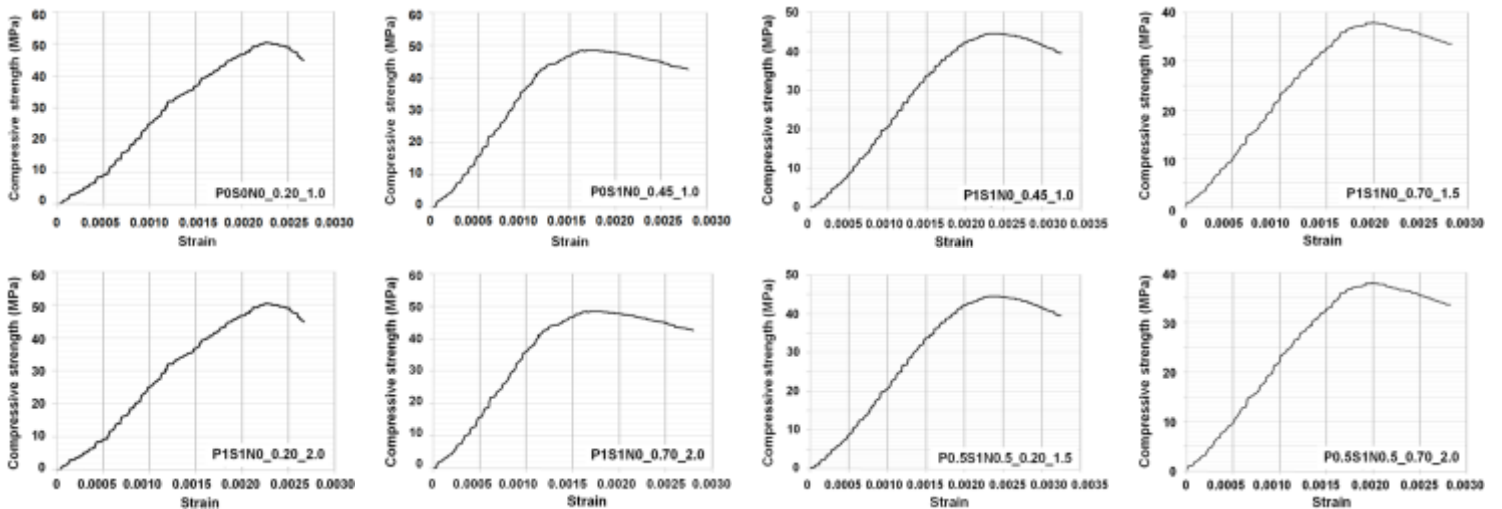 Compressive strength (MPa)
60
50
40
30
20
10
0
P0S0N0_0.20_1.0
0 0.0005 0.0010 0.0015 0.0020 0.0025 0.0030
Strain
Compressive strength (MPa)
60
50
40
30
20
10
0
P0S1N0_0.45_1.0
0 0.0005 0.0010 0.0015 0.0020 0.0025 0.0030
Strain
Compressive strength (MPa)
50
40
30
20
10
0
P1S1N0_0.45_1.0
0 0.0005 0.0010 0.0015 0.0020 0.0025 0.0030 0.0035
Strain
Compressive strength (MPa)
40
30
20
10
0
P1S1N0_0.70_1.5
0 0.0005 0.0010 0.0015 0.0020 0.0025 0.0030
Strain
Compressive strength (MPa)
60
50
40
30
20
10
0
P1S1N0_0.20_2.0
0 0.0005 0.0010 0.0015 0.0020 0.0025 0.0030
Strain
Compressive strength (MPa)
60
50
40
30
20
10
0
P1S1N0_0.70_2.0
0 0.0005 0.0010 0.0015 0.0020 0.0025 0.0030
Strain
Compressive strength (MPa)
50
40
30
20
10
0
P0.5S1N0.5_0.20_1.5
0 0.0005 0.0010 0.0015 0.0020 0.0025 0.0030 0.0035
Strain
Compressive strength (MPa)
40
30
20
10
0
P0.5S1N0.5_0.70_2.0
0 0.0005 0.0010 0.0015 0.0020 0.0025 0.0030
Strain